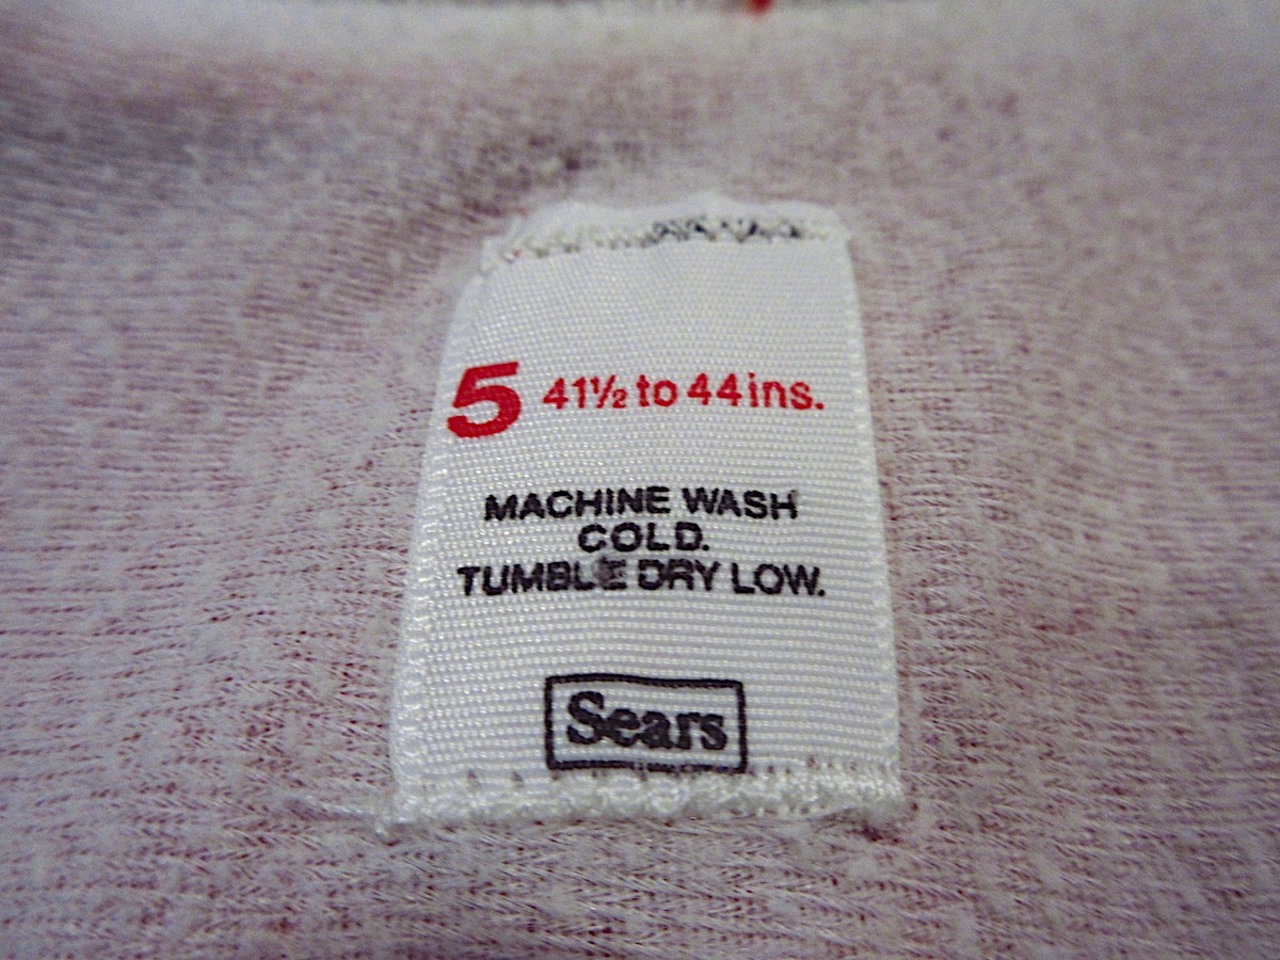 5 41½ to 44 ins.
MACHINE WASH
COLD.
TUMBLE DRY LOW.
Sears